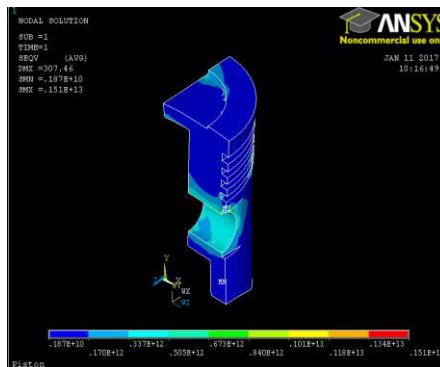 1
NODAL SOLUTION
SUB =1
TIME=1
SEQV (AVG)
DMX =307.46
SMN =.187E+10
SMX =.151E+13
ANSYS
Noncommercial use on
JAN 11 2017
10:16:49
Y
X
Z
.187E+10 .337E+12 .673E+12 .101E+13 .134E+13
.170E+12 .505E+12 .840E+12 .118E+13 .151E+1
Piston